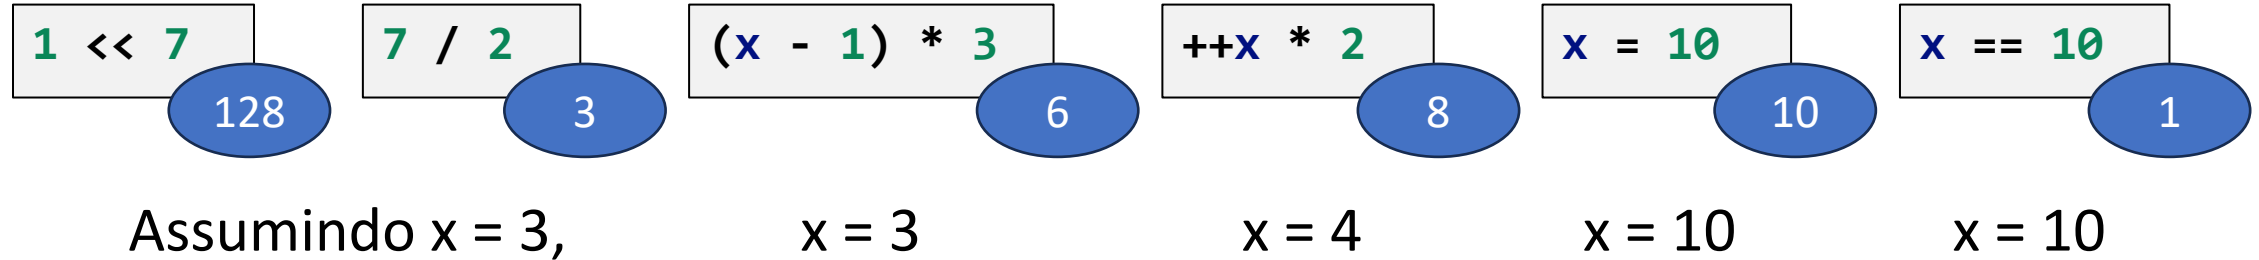 1 << 7 7 / 2 (x - 1) * 3 ++x * 2 x = 10 x == 10
128 3 6 8 10 1
Assumindo x = 3, x = 3 x = 4 x = 10 x = 10